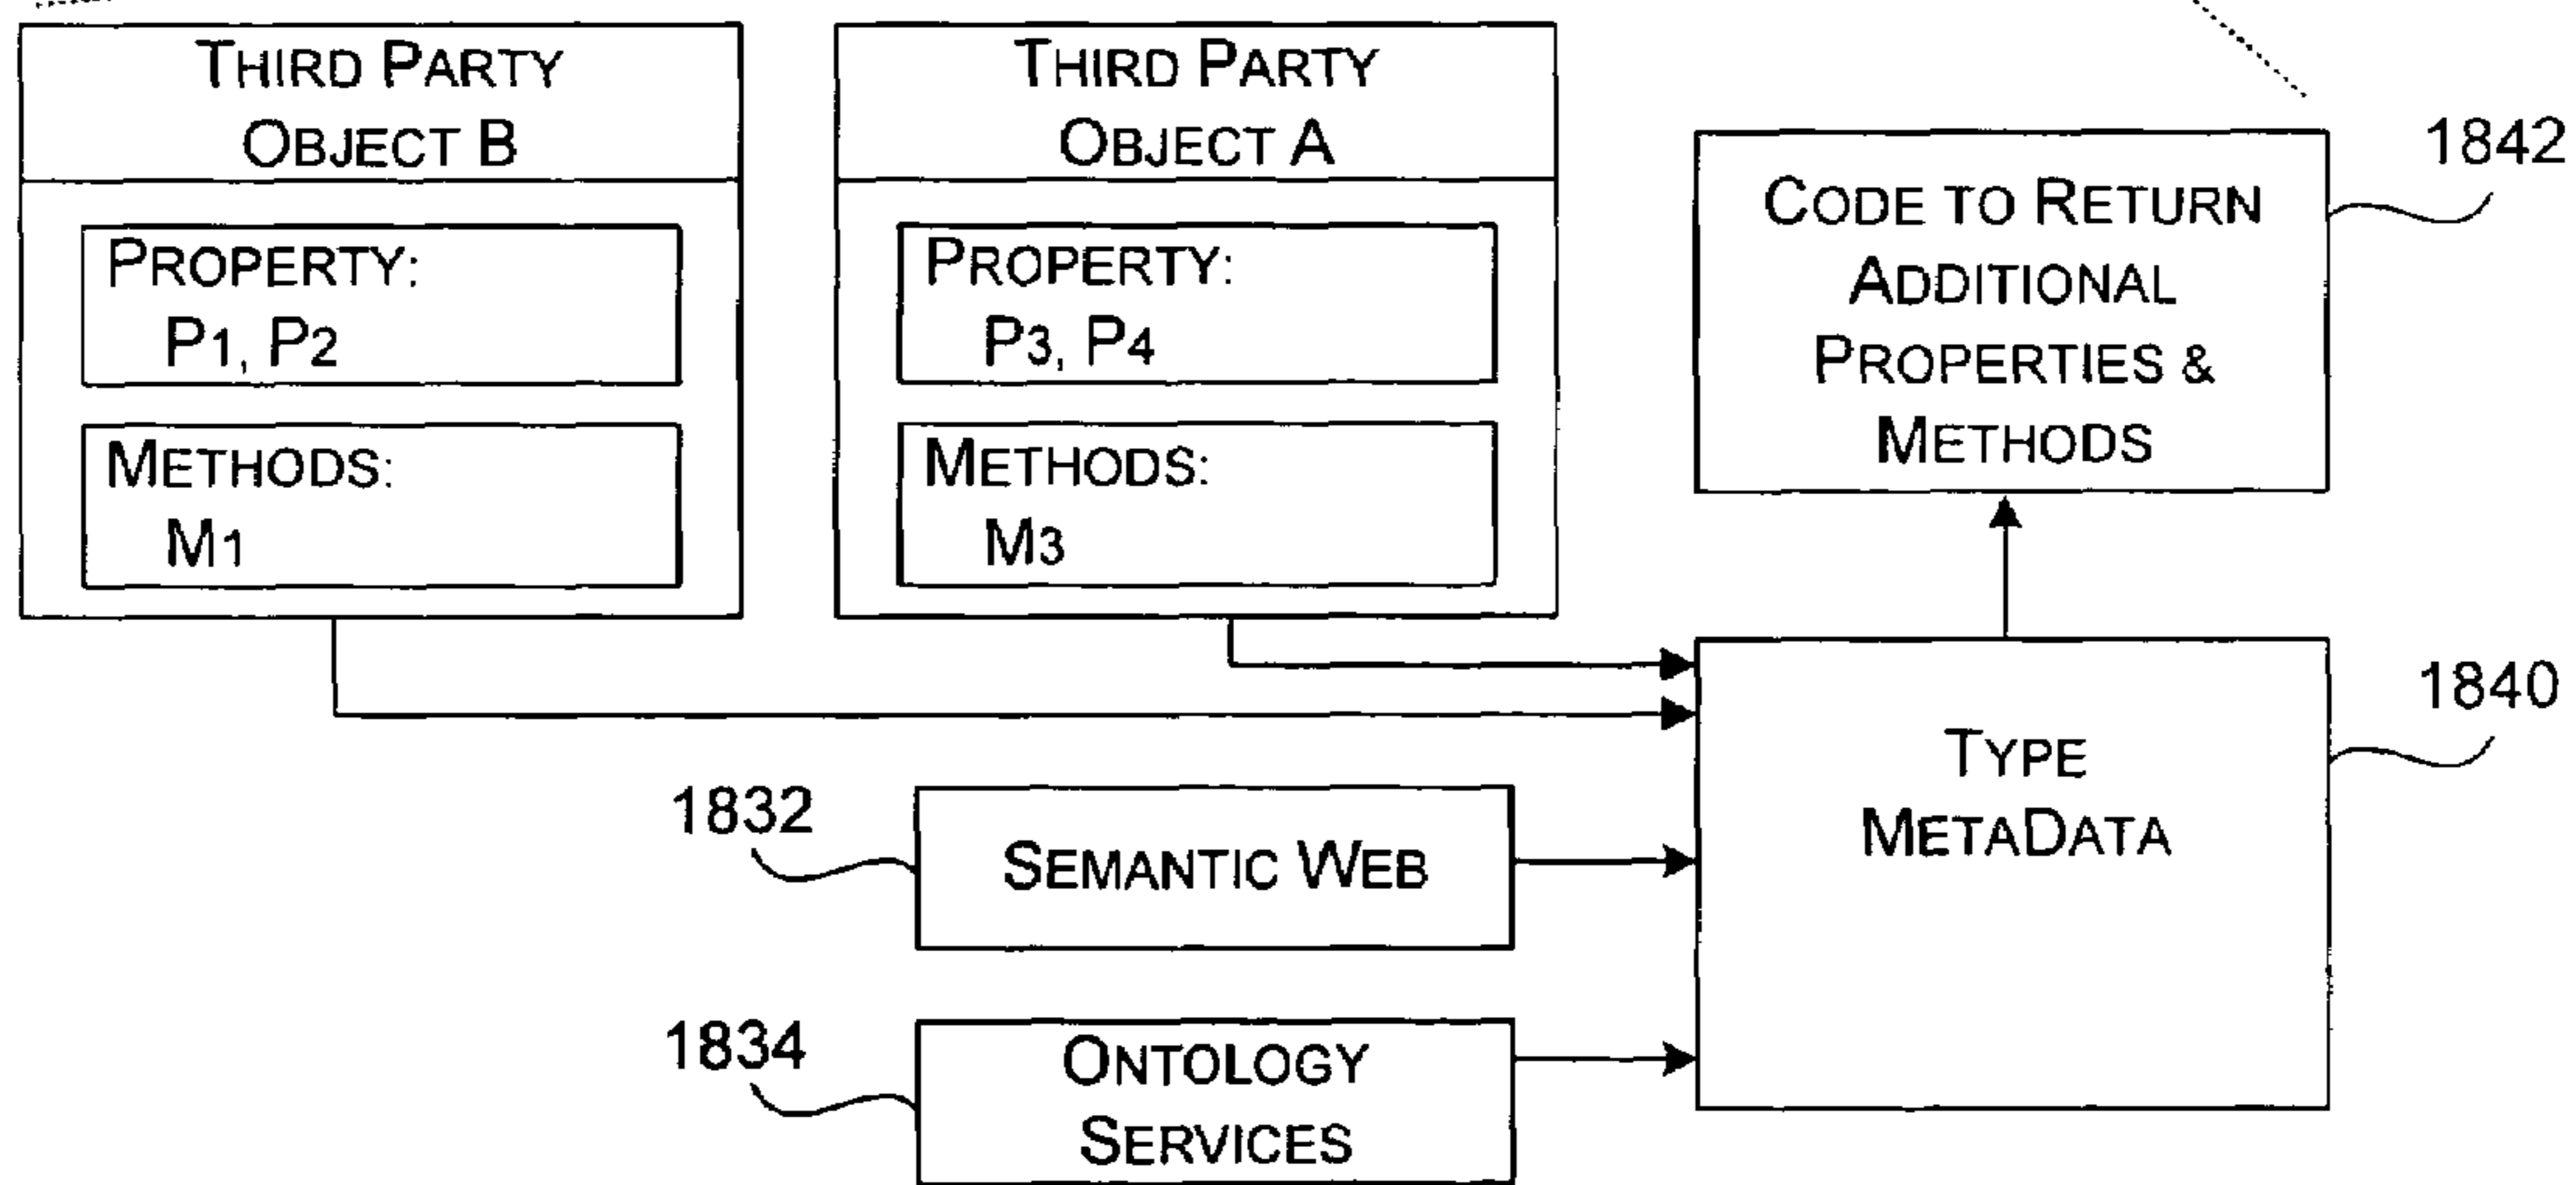 THIRD PARTY
OBJECT B
PROPERTY:
P1, P2
METHODS:
M1
THIRD PARTY
OBJECT A
PROPERTY:
P3, P4
METHODS:
M3
1842
CODE TO RETURN
ADDITIONAL
PROPERTIES &
METHODS
1840
TYPE
METADATA
1832
SEMANTIC WEB
1834
ONTOLOGY
SERVICES